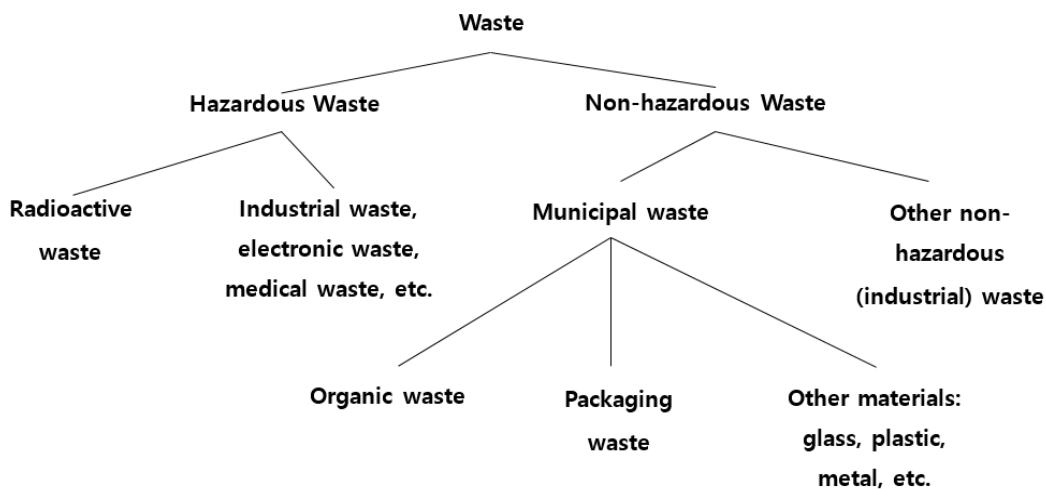 Waste
Hazardous Waste
Non-hazardous Waste
Radioactive
waste
Industrial waste,
electronic waste,
medical waste, etc.
Municipal waste
Other non-
hazardous
(industrial) waste
Organic waste
Packaging
waste
Other materials:
glass, plastic,
metal, etc.